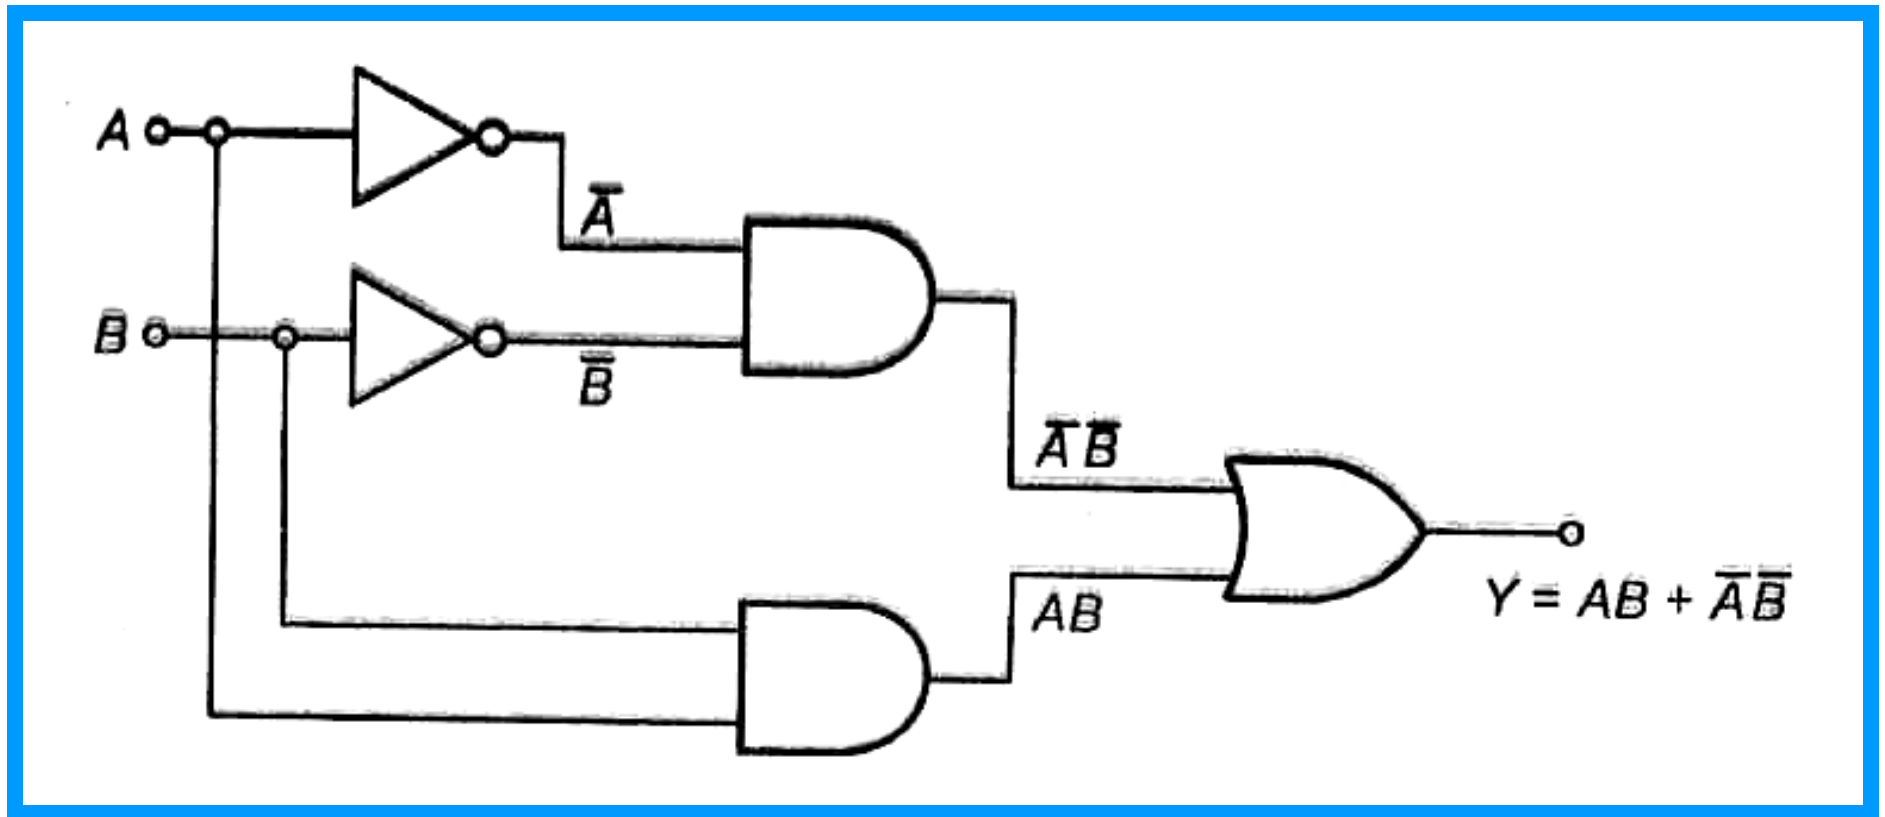 A
A̅
B
B̅
A̅ B̅
AB
Y = AB + A̅ B̅